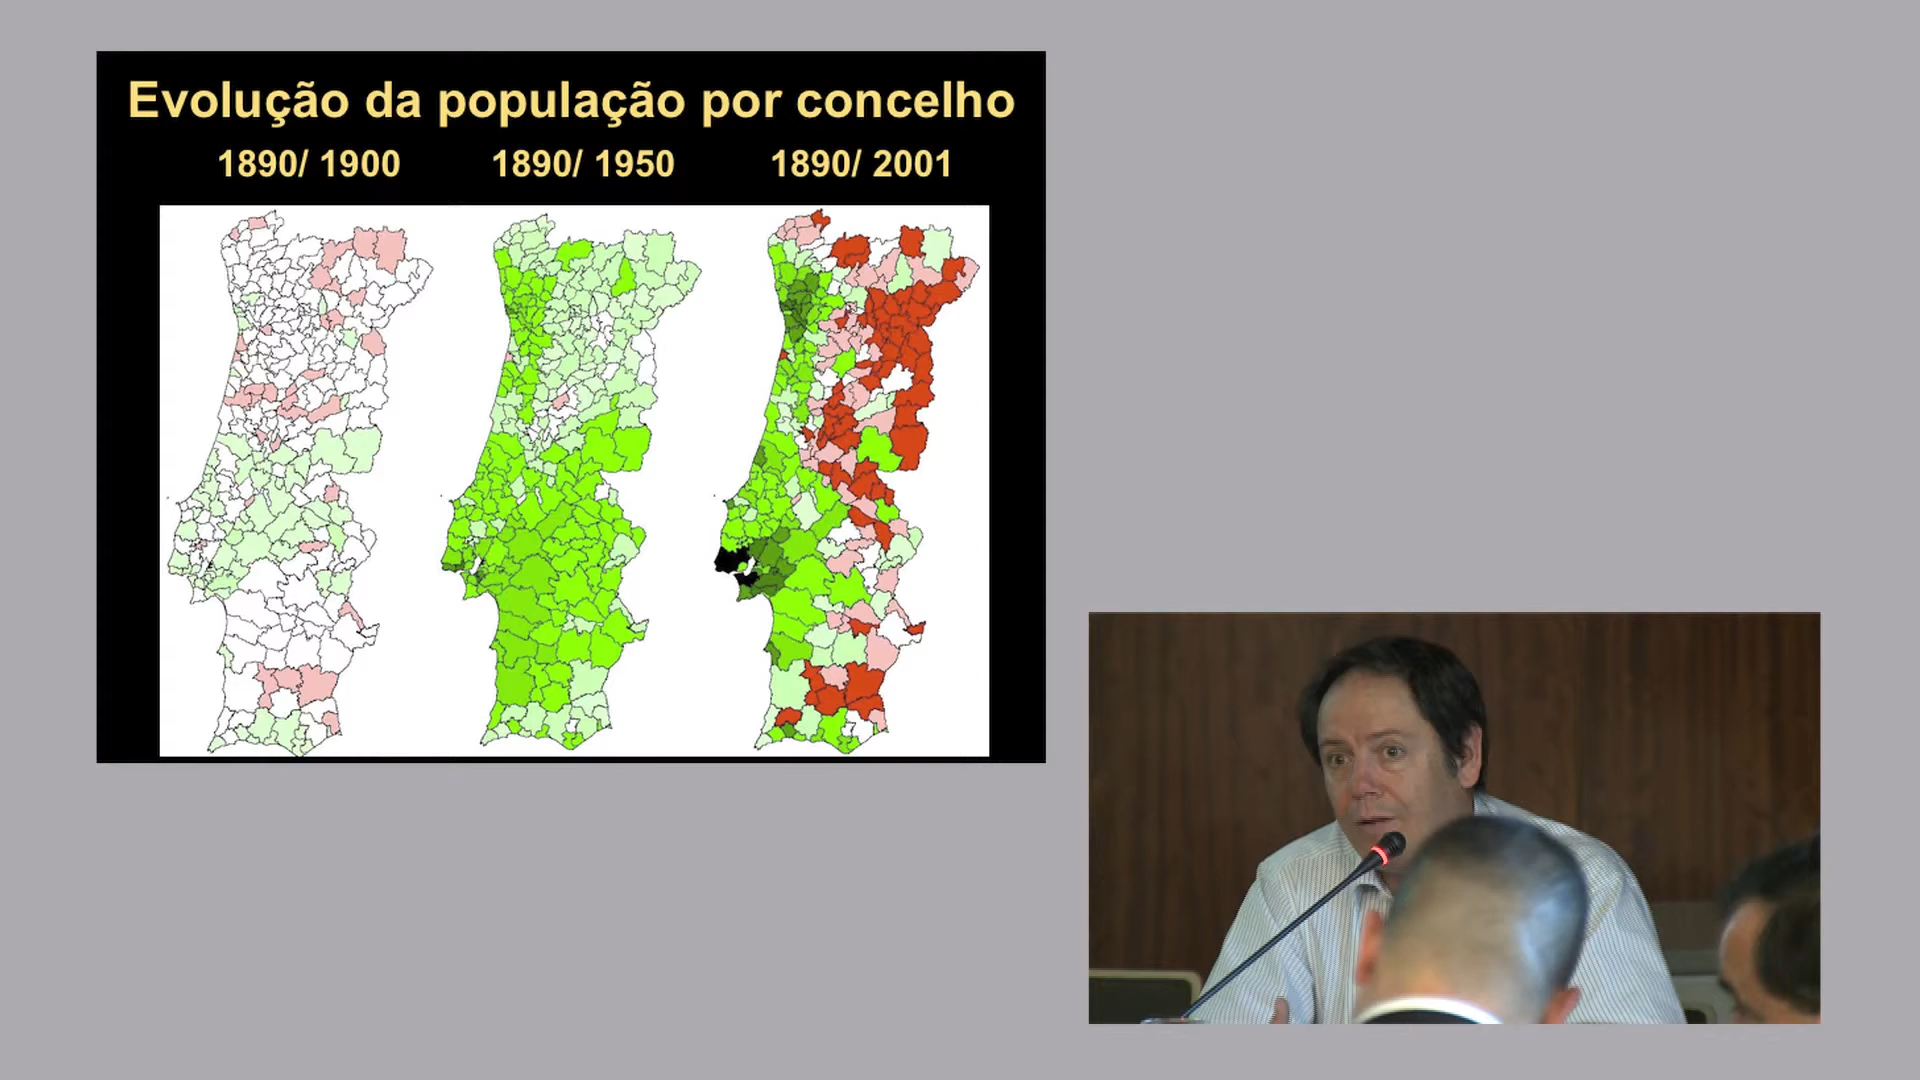 Evolução da população por concelho
1890/ 1900
1890/ 1950
1890/ 2001